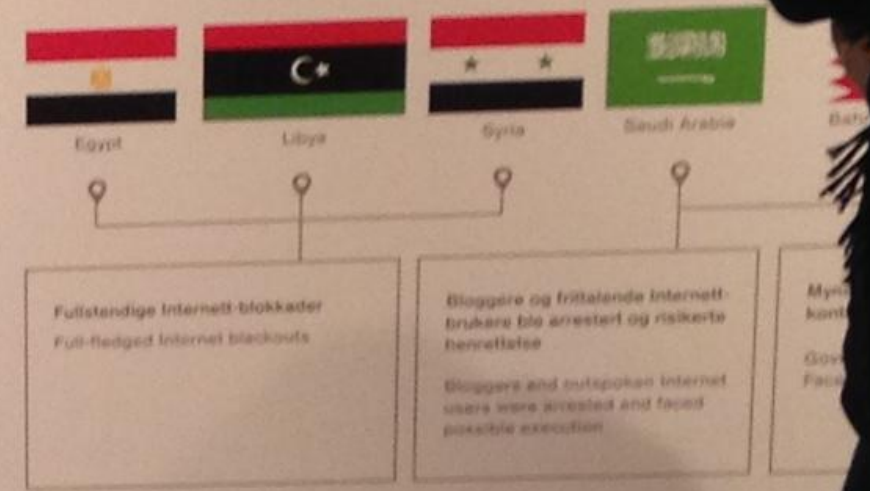 Egypt
Libya
Syria
Saudi Arabia
Fullstendige Internett-blokkader
Full-fledged Internet blackouts
Bloggere og frittalende Internett-
brukere ble arrestert og risikerte
henrettelse
Bloggers and outspoken Internet
users were arrested and faced
possible execution